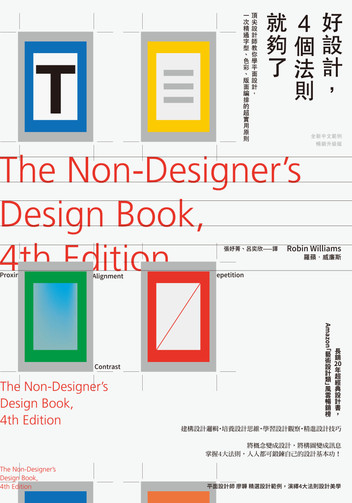 好設計，
4個法則
就夠了
頂尖設計師教你學平面設計，
一次精通字型、色彩、版面編排的超實用原則
T
全新中文範例
暢銷升級版
The Non-Designer's
Design Book,
4th Edition
張妤菁、呂奕欣──譯
Robin Williams
羅蘋．威廉斯
Proxim
Alignment
epetition
Contrast
長銷20年超經典設計書，
Amazon「藝術設計類」風雲暢銷榜
The Non-Designer's
Design Book,
4th Edition
建構設計邏輯•培養設計思維•學習設計觀察•精進設計技巧
將概念變成設計、將構圖變成訊息
掌握4大法則，人人都可鍛鍊自己的設計基本功！
The Non-Designer's
Design Book,
4th Edition
平面設計師 廖韡 精選設計範例，演繹4大法則設計美學